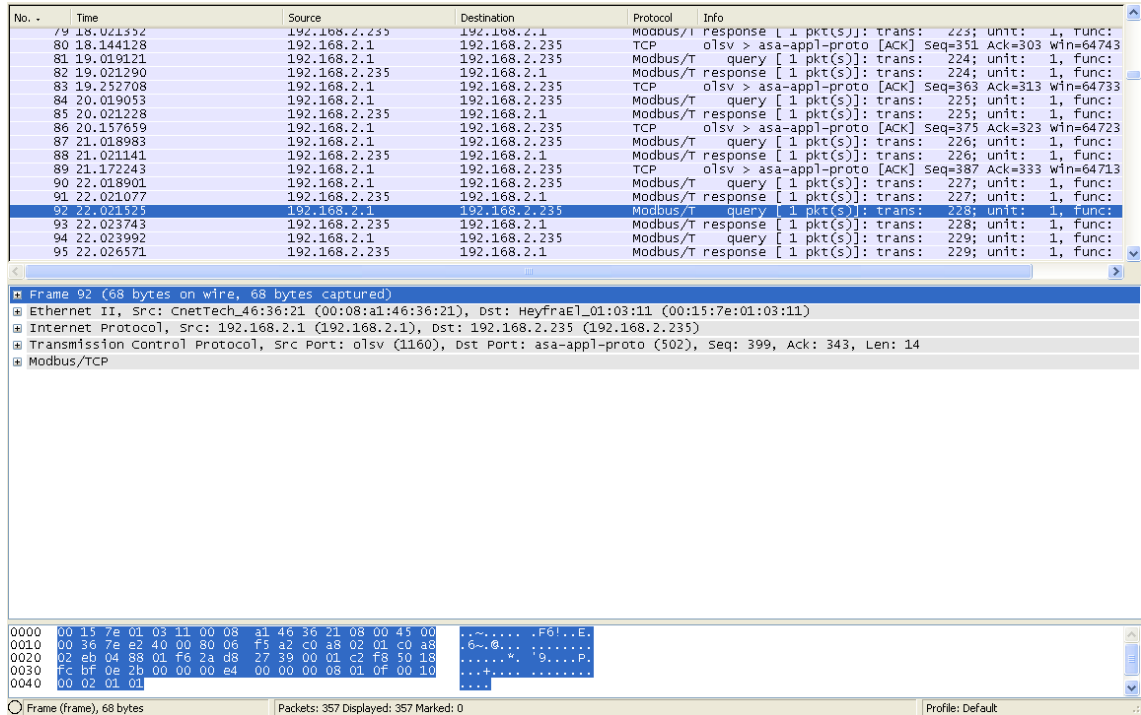 No. - Time Source Destination Protocol Info
79 18.021352 192.168.2.235 192.168.2.1 Modbus/T response [ 1 pkt(s)]: trans: 223; unit: 1, func:
80 18.144128 192.168.2.1 192.168.2.235 TCP olsv > asa-appl-proto [ACK] Seq=351 Ack=303 Win=64743
81 19.019121 192.168.2.1 192.168.2.235 Modbus/T query [ 1 pkt(s)]: trans: 224; unit: 1, func:
82 19.021290 192.168.2.235 192.168.2.1 Modbus/T response [ 1 pkt(s)]: trans: 224; unit: 1, func:
83 19.252708 192.168.2.1 192.168.2.235 TCP olsv > asa-appl-proto [ACK] Seq=363 Ack=313 Win=64733
84 20.019053 192.168.2.1 192.168.2.235 Modbus/T query [ 1 pkt(s)]: trans: 225; unit: 1, func:
85 20.021228 192.168.2.235 192.168.2.1 Modbus/T response [ 1 pkt(s)]: trans: 225; unit: 1, func:
86 20.157659 192.168.2.1 192.168.2.235 TCP olsv > asa-appl-proto [ACK] Seq=375 Ack=323 Win=64723
87 21.018983 192.168.2.1 192.168.2.235 Modbus/T query [ 1 pkt(s)]: trans: 226; unit: 1, func:
88 21.021141 192.168.2.235 192.168.2.1 Modbus/T response [ 1 pkt(s)]: trans: 226; unit: 1, func:
89 21.172243 192.168.2.1 192.168.2.235 TCP olsv > asa-appl-proto [ACK] Seq=387 Ack=333 Win=64713
90 22.018901 192.168.2.1 192.168.2.235 Modbus/T query [ 1 pkt(s)]: trans: 227; unit: 1, func:
91 22.021077 192.168.2.235 192.168.2.1 Modbus/T response [ 1 pkt(s)]: trans: 227; unit: 1, func:
92 22.021525 192.168.2.1 192.168.2.235 Modbus/T query [ 1 pkt(s)]: trans: 228; unit: 1, func:
93 22.023743 192.168.2.235 192.168.2.1 Modbus/T response [ 1 pkt(s)]: trans: 228; unit: 1, func:
94 22.023992 192.168.2.1 192.168.2.235 Modbus/T query [ 1 pkt(s)]: trans: 229; unit: 1, func:
95 22.026571 192.168.2.235 192.168.2.1 Modbus/T response [ 1 pkt(s)]: trans: 229; unit: 1, func:
Frame 92 (68 bytes on wire, 68 bytes captured)
Ethernet II, Src: CnetTech_46:36:21 (00:08:a1:46:36:21), Dst: HeyfraEl_01:03:11 (00:15:7e:01:03:11)
Internet Protocol, Src: 192.168.2.1 (192.168.2.1), Dst: 192.168.2.235 (192.168.2.235)
Transmission Control Protocol, Src Port: olsv (1160), Dst Port: asa-appl-proto (502), Seq: 399, Ack: 343, Len: 14
Modbus/TCP
0000 00 15 7e 01 03 11 00 08 a1 46 36 21 08 00 45 00 ..~..... .F6!..E.
0010 00 36 7e e2 40 00 80 06 f5 a2 c0 a8 02 01 c0 a8 .6~.@... ........
0020 02 eb 04 88 01 f6 2a d8 27 39 00 01 c2 f8 50 18 ......*. '9....P.
0030 fc bf 0e 2b 00 00 00 e4 00 00 00 08 01 0f 00 10 ...+.... ........
0040 00 02 01 01 ....
Frame (frame), 68 bytes Packets: 357 Displayed: 357 Marked: 0 Profile: Default